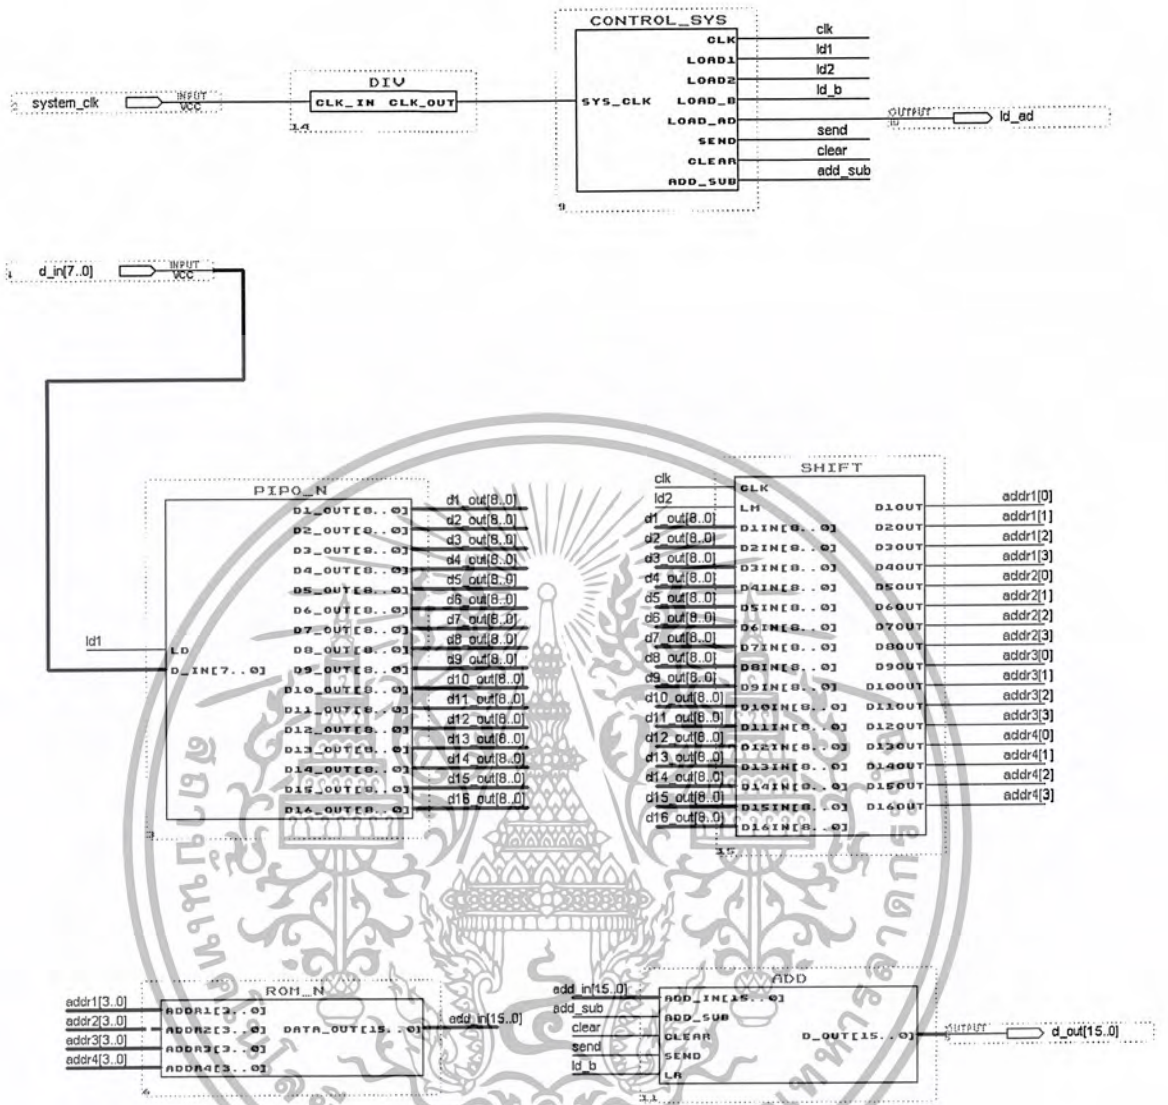 CONTROL_SYS
CLK clk
LOAD1 ld1
LOAD2 ld2
LOAD_B ld_b
SYS_CLK
LOAD_AD OUTPUT ld_ad
SEND send
CLEAR clear
ADD_SUB add_sub
9
system_clk INPUT VCC
DIV
CLK_IN CLK_OUT
14
d_in[7..0] INPUT VCC
PIPO_N
D1_OUT[8..0] d1_out[8..0]
D2_OUT[8..0] d2_out[8..0]
D3_OUT[8..0] d3_out[8..0]
D4_OUT[8..0] d4_out[8..0]
D5_OUT[8..0] d5_out[8..0]
D6_OUT[8..0] d6_out[8..0]
D7_OUT[8..0] d7_out[8..0]
ld1 LD D8_OUT[8..0] d8_out[8..0]
D_IN[7..0] D9_OUT[8..0] d9_out[8..0]
D10_OUT[8..0] d10_out[8..0]
D11_OUT[8..0] d11_out[8..0]
D12_OUT[8..0] d12_out[8..0]
D13_OUT[8..0] d13_out[8..0]
D14_OUT[8..0] d14_out[8..0]
D15_OUT[8..0] d15_out[8..0]
D16_OUT[8..0] d16_out[8..0]
SHIFT
clk CLK
ld2 LM D1OUT addr1[0]
d1_out[8..0] D1IN[8..0] D2OUT addr1[1]
d2_out[8..0] D2IN[8..0] D3OUT addr1[2]
d3_out[8..0] D3IN[8..0] D4OUT addr1[3]
d4_out[8..0] D4IN[8..0] D5OUT addr2[0]
d5_out[8..0] D5IN[8..0] D6OUT addr2[1]
d6_out[8..0] D6IN[8..0] D7OUT addr2[2]
d7_out[8..0] D7IN[8..0] D8OUT addr2[3]
d8_out[8..0] D8IN[8..0] D9OUT addr3[0]
d9_out[8..0] D9IN[8..0] D10OUT addr3[1]
d10_out[8..0] D10IN[8..0] D11OUT addr3[2]
d11_out[8..0] D11IN[8..0] D12OUT addr3[3]
d12_out[8..0] D12IN[8..0] D13OUT addr4[0]
d13_out[8..0] D13IN[8..0] D14OUT addr4[1]
d14_out[8..0] D14IN[8..0] D15OUT addr4[2]
d15_out[8..0] D15IN[8..0] D16OUT addr4[3]
d16_out[8..0] D16IN[8..0]
15
ROM_N
addr1[3..0] ADDR1[3..0]
addr2[3..0] ADDR2[3..0] DATA_OUT[15..0] add_in[15..0]
addr3[3..0] ADDR3[3..0]
addr4[3..0] ADDR4[3..0]
6
ADD
add_in[15..0] ADD_IN[15..0]
add_sub ADD_SUB
clear CLEAR D_OUT[15..0] OUTPUT d_out[15..0]
send SEND
ld_b
11